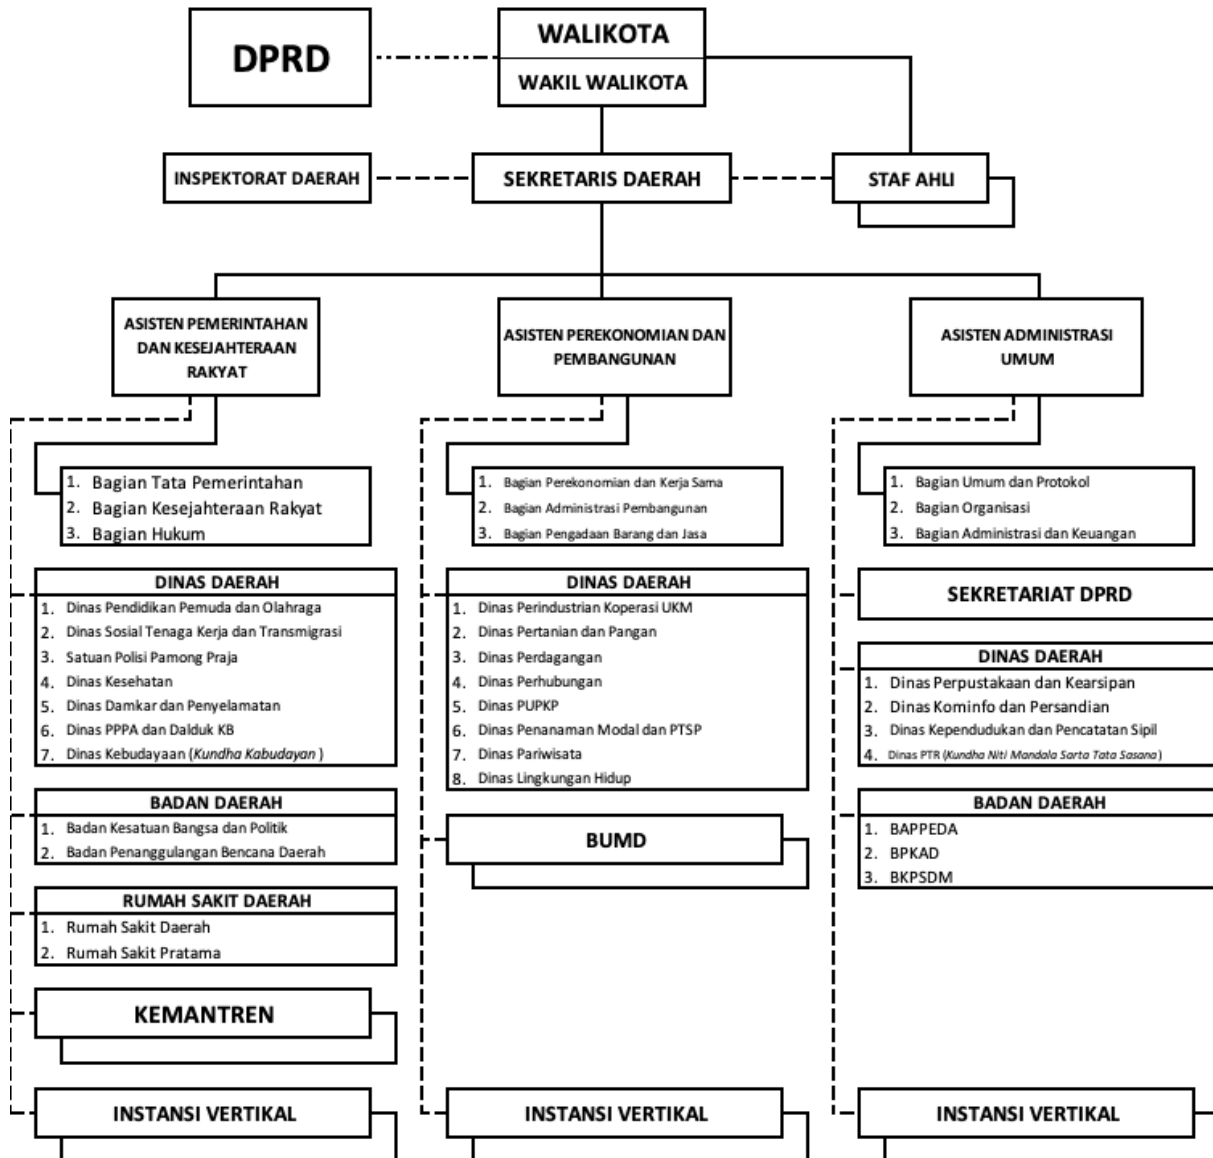 DPRD
WALIKOTA
WAKIL WALIKOTA
INSPEKTORAT DAERAH
SEKRETARIS DAERAH
STAF AHLI
ASISTEN PEMERINTAHAN
DAN KESEJAHTERAAN
RAKYAT
ASISTEN PEREKONOMIAN DAN
PEMBANGUNAN
ASISTEN ADMINISTRASI
UMUM
1. Bagian Tata Pemerintahan
2. Bagian Kesejahteraan Rakyat
3. Bagian Hukum
1. Bagian Perekonomian dan Kerja Sama
2. Bagian Administrasi Pembangunan
3. Bagian Pengadaan Barang dan Jasa
1. Bagian Umum dan Protokol
2. Bagian Organisasi
3. Bagian Administrasi dan Keuangan
DINAS DAERAH
1. Dinas Pendidikan Pemuda dan Olahraga
2. Dinas Sosial Tenaga Kerja dan Transmigrasi
3. Satuan Polisi Pamong Praja
4. Dinas Kesehatan
5. Dinas Damkar dan Penyelamatan
6. Dinas PPPA dan Dalduk KB
7. Dinas Kebudayaan (Kundha Kabudayan )
DINAS DAERAH
1. Dinas Perindustrian Koperasi UKM
2. Dinas Pertanian dan Pangan
3. Dinas Perdagangan
4. Dinas Perhubungan
5. Dinas PUPKP
6. Dinas Penanaman Modal dan PTSP
7. Dinas Pariwisata
8. Dinas Lingkungan Hidup
SEKRETARIAT DPRD
DINAS DAERAH
1. Dinas Perpustakaan dan Kearsipan
2. Dinas Kominfo dan Persandian
3. Dinas Kependudukan dan Pencatatan Sipil
4. Dinas PTR (Kundha Niti Mandala Sarta Tata Sasana )
BADAN DAERAH
1. Badan Kesatuan Bangsa dan Politik
2. Badan Penanggulangan Bencana Daerah
BUMD
BADAN DAERAH
1. BAPPEDA
2. BPKAD
3. BKPSDM
RUMAH SAKIT DAERAH
1. Rumah Sakit Daerah
2. Rumah Sakit Pratama
KEMANTREN
INSTANSI VERTIKAL
INSTANSI VERTIKAL
INSTANSI VERTIKAL